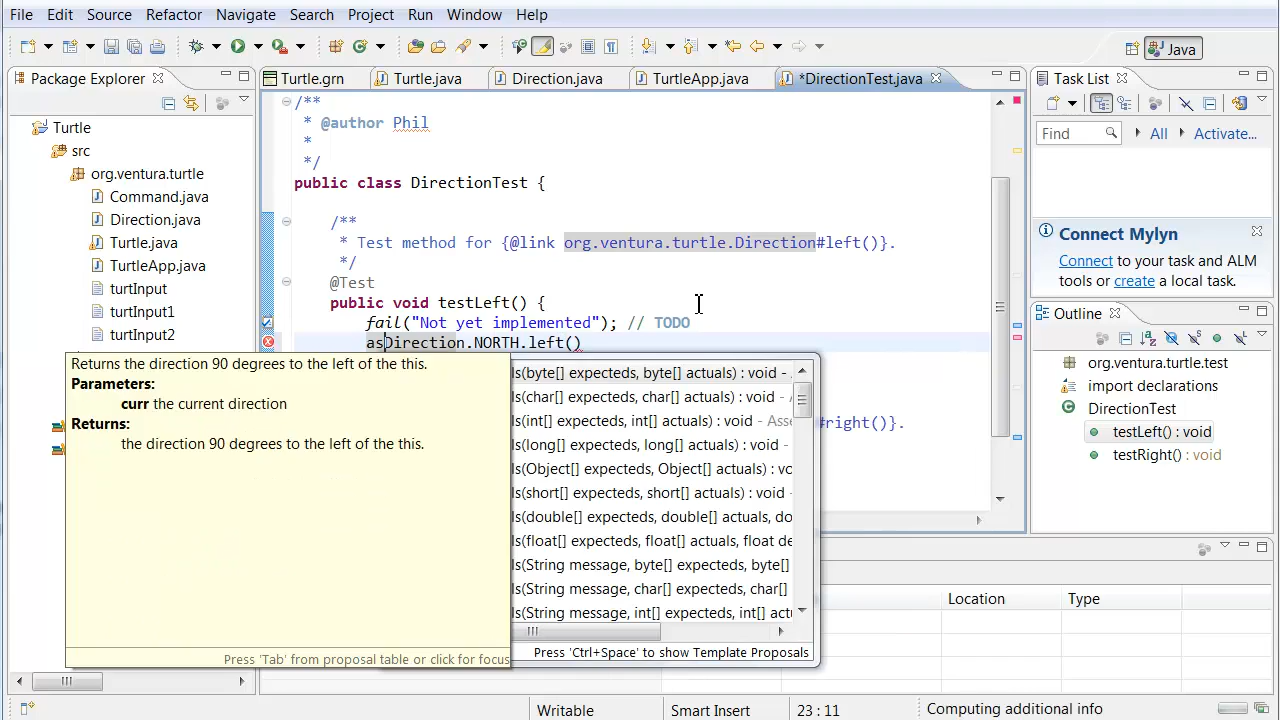 File Edit Source Refactor Navigate Search Project Run Window Help
Java
Package Explorer
Turtle
src
org.ventura.turtle
Command.java
Direction.java
Turtle.java
TurtleApp.java
turtInput
turtInput1
turtInput2
Turtle.grn Turtle.java Direction.java TurtleApp.java *DirectionTest.java
/**
* @author Phil
*
*/
public class DirectionTest {
/**
* Test method for {@link org.ventura.turtle.Direction#left()}.
*/
@Test
public void testLeft() {
fail("Not yet implemented"); // TODO
asDirection.NORTH.left()
#right()}.
Returns the direction 90 degrees to the left of the this.
Parameters:
curr the current direction
Returns:
the direction 90 degrees to the left of the this.
Press 'Tab' from proposal table or click for focus
ls(byte[] expecteds, byte[] actuals) : void - 
ls(char[] expecteds, char[] actuals) : void - A
ls(int[] expecteds, int[] actuals) : void - Asse
ls(long[] expecteds, long[] actuals) : void -
ls(Object[] expecteds, Object[] actuals) : vo
ls(short[] expecteds, short[] actuals) : void -
ls(double[] expecteds, double[] actuals, do
ls(float[] expecteds, float[] actuals, float de
ls(String message, byte[] expecteds, byte[]
ls(String message, char[] expecteds, char[]
ls(String message, int[] expecteds, int[] actu
Press 'Ctrl+Space' to show Template Proposals
Task List
Find All Activate...
Connect Mylyn
Connect to your task and ALM
tools or create a local task.
Outline
org.ventura.turtle.test
import declarations
DirectionTest
testLeft() : void
testRight() : void
Location Type
Writable Smart Insert 23 : 11 Computing additional info